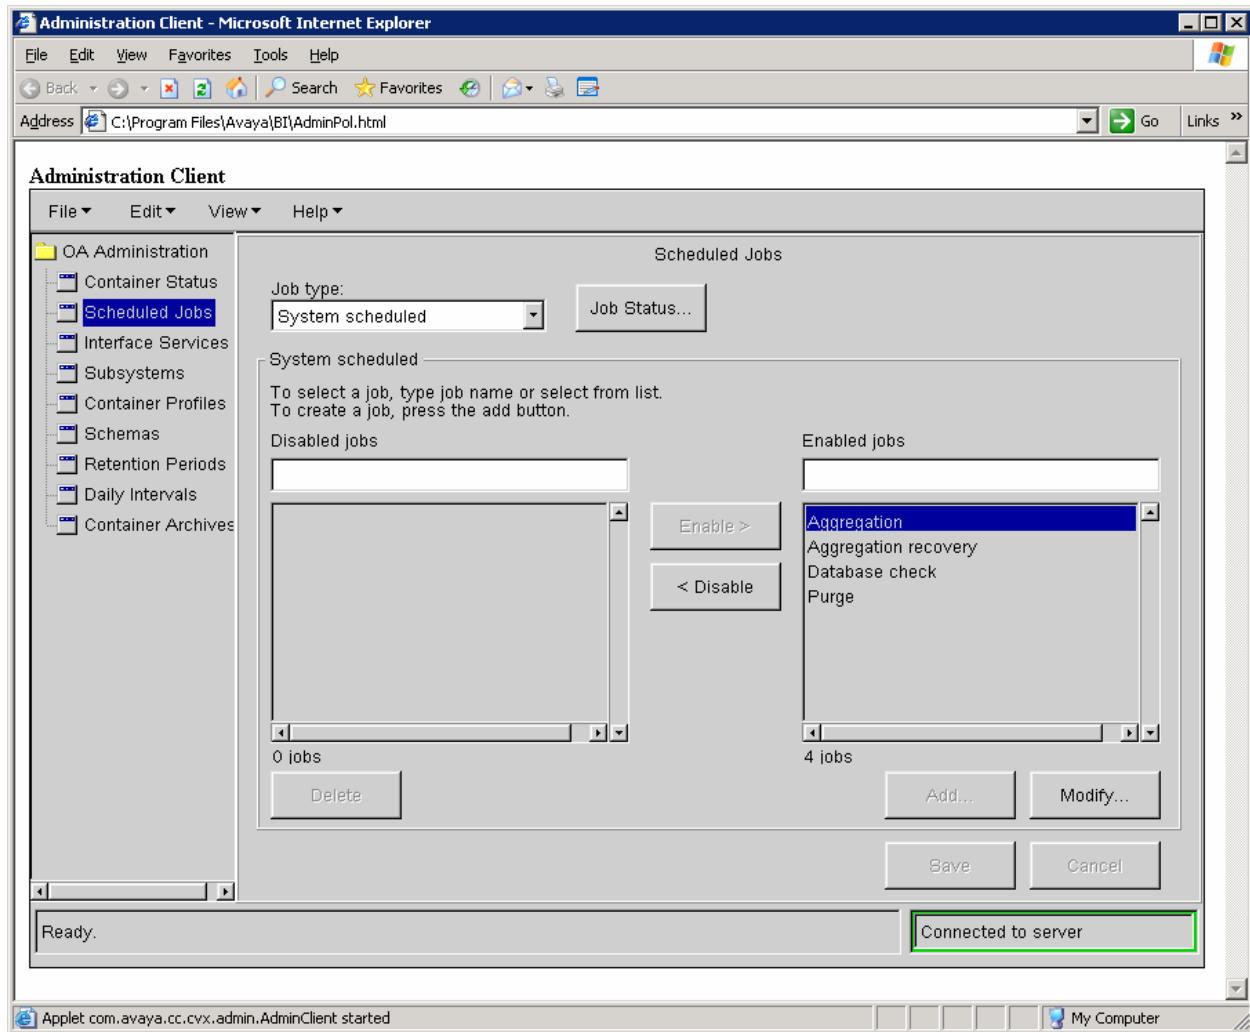 Administration Client - Microsoft Internet Explorer
File Edit View Favorites Tools Help
Back Search Favorites
Address C:\Program Files\Avaya\BI\AdminPol.html Go Links »
Administration Client
File Edit View Help
OA Administration
Container Status
Scheduled Jobs
Interface Services
Subsystems
Container Profiles
Schemas
Retention Periods
Daily Intervals
Container Archives
Scheduled Jobs
Job type:
System scheduled
Job Status...
System scheduled
To select a job, type job name or select from list.
To create a job, press the add button.
Disabled jobs
Enabled jobs
Enable >
< Disable
Aggregation
Aggregation recovery
Database check
Purge
0 jobs
4 jobs
Delete
Add...
Modify...
Save
Cancel
Ready.
Connected to server
Applet com.avaya.cc.cvx.admin.AdminClient started
My Computer